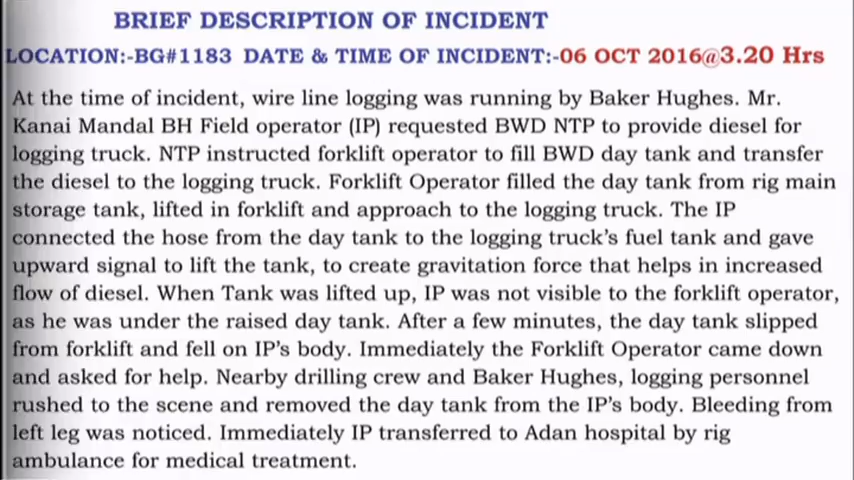 BRIEF DESCRIPTION OF INCIDENT
LOCATION:-BG#1183 DATE & TIME OF INCIDENT:-06 OCT 2016@3.20 Hrs
At the time of incident, wire line logging was running by Baker Hughes. Mr.
Kanai Mandal BH Field operator (IP) requested BWD NTP to provide diesel for
logging truck. NTP instructed forklift operator to fill BWD day tank and transfer
the diesel to the logging truck. Forklift Operator filled the day tank from rig main
storage tank, lifted in forklift and approach to the logging truck. The IP
connected the hose from the day tank to the logging truck's fuel tank and gave
upward signal to lift the tank, to create gravitation force that helps in increased
flow of diesel. When Tank was lifted up, IP was not visible to the forklift operator,
as he was under the raised day tank. After a few minutes, the day tank slipped
from forklift and fell on IP's body. Immediately the Forklift Operator came down
and asked for help. Nearby drilling crew and Baker Hughes, logging personnel
rushed to the scene and removed the day tank from the IP's body. Bleeding from
left leg was noticed. Immediately IP transferred to Adan hospital by rig
ambulance for medical treatment.